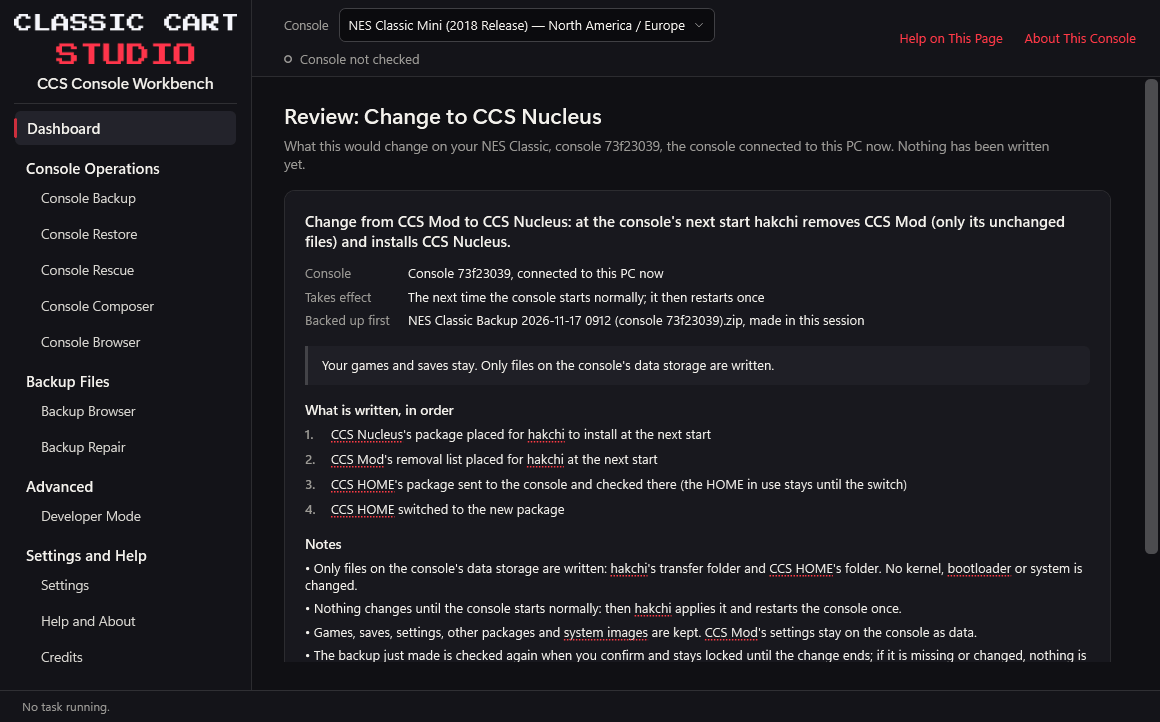 CLASSIC CART
STUDIO
CCS Console Workbench
Dashboard
Console Operations
Console Backup
Console Restore
Console Rescue
Console Composer
Console Browser
Backup Files
Backup Browser
Backup Repair
Advanced
Developer Mode
Settings and Help
Settings
Help and About
Credits
Console
NES Classic Mini (2018 Release) — North America / Europe
Console not checked
Help on This Page
About This Console
Review: Change to CCS Nucleus
What this would change on your NES Classic, console 73f23039, the console connected to this PC now. Nothing has been written
yet.
Change from CCS Mod to CCS Nucleus: at the console's next start hakchi removes CCS Mod (only its unchanged
files) and installs CCS Nucleus.
Console Console 73f23039, connected to this PC now
Takes effect The next time the console starts normally; it then restarts once
Backed up first NES Classic Backup 2026-11-17 0912 (console 73f23039).zip, made in this session
Your games and saves stay. Only files on the console's data storage are written.
What is written, in order
1. CCS Nucleus's package placed for hakchi to install at the next start
2. CCS Mod's removal list placed for hakchi at the next start
3. CCS HOME's package sent to the console and checked there (the HOME in use stays until the switch)
4. CCS HOME switched to the new package
Notes
• Only files on the console's data storage are written: hakchi's transfer folder and CCS HOME's folder. No kernel, bootloader or system is
changed.
• Nothing changes until the console starts normally: then hakchi applies it and restarts the console once.
• Games, saves, settings, other packages and system images are kept. CCS Mod's settings stay on the console as data.
• The backup just made is checked again when you confirm and stays locked until the change ends; if it is missing or changed, nothing is
No task running.